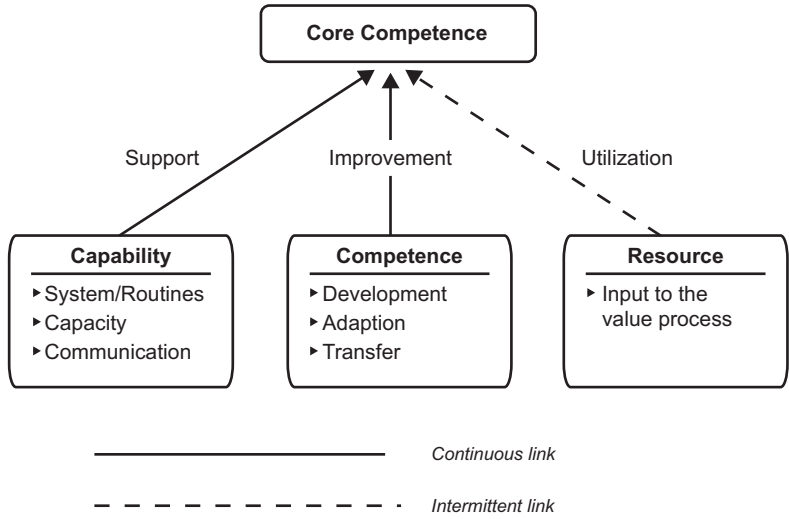 Core Competence
Support
Improvement
Utilization
Capability
‣System/Routines
‣Capacity
‣Communication
Competence
‣Development
‣Adaption
‣Transfer
Resource
‣ Input to the
value process
Continuous link
Intermittent link